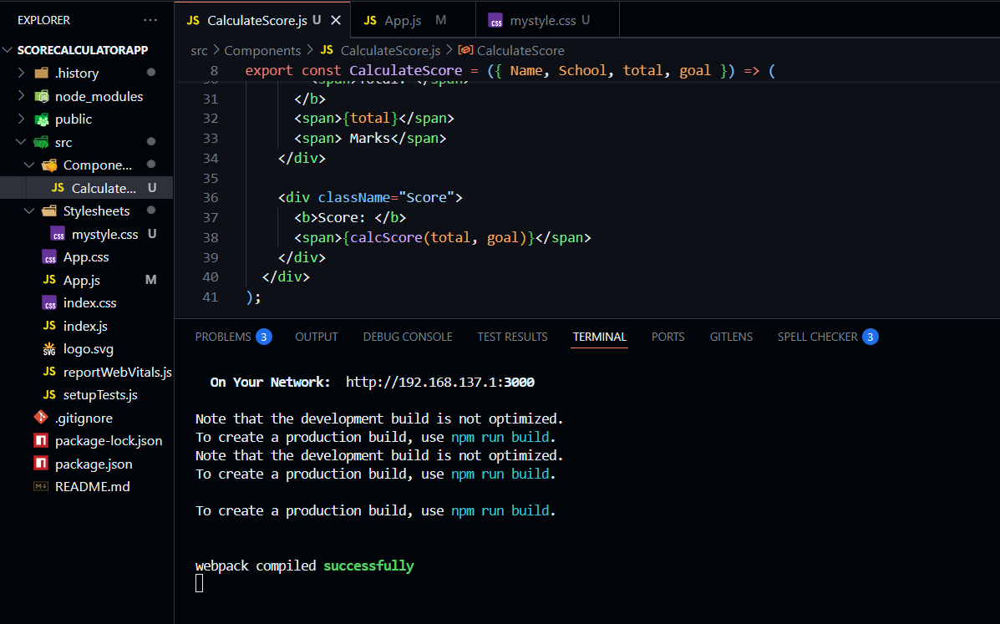 EXPLORER
SCORECALCULATORAPP
.history
node_modules
public
src
Compone...
Calculate... U
Stylesheets
mystyle.css U
App.css
App.js M
index.css
index.js
logo.svg
reportWebVitals.js
setupTests.js
.gitignore
package-lock.json
package.json
README.md
JS CalculateScore.js U JS App.js M css mystyle.css U
src > Components > JS CalculateScore.js > CalculateScore
8 export const CalculateScore = ({ Name, School, total, goal }) => (
30 <span>Total: </span>
31 </b>
32 <span>{total}</span>
33 <span> Marks</span>
34 </div>
35
36 <div className="Score">
37 <b>Score: </b>
38 <span>{calcScore(total, goal)}</span>
39 </div>
40 </div>
41 );
PROBLEMS 3 OUTPUT DEBUG CONSOLE TEST RESULTS TERMINAL PORTS GITLENS SPELL CHECKER 3
On Your Network: http://192.168.137.1:3000
Note that the development build is not optimized.
To create a production build, use npm run build.
Note that the development build is not optimized.
To create a production build, use npm run build.
To create a production build, use npm run build.
webpack compiled successfully